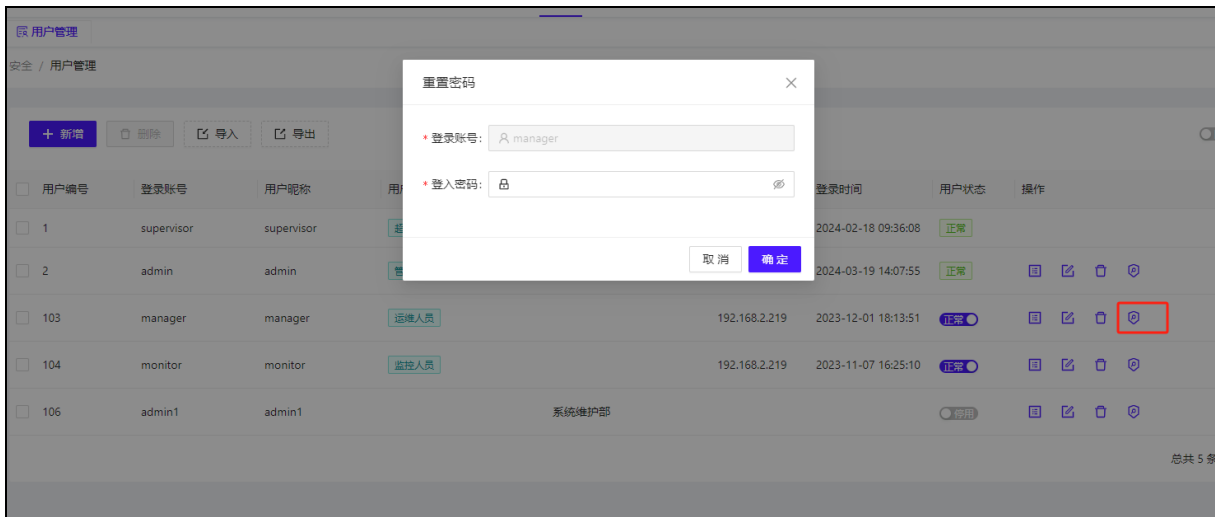 用户管理
安全 / 用户管理
重置密码
* 登录账号: manager
* 登入密码:
取消 确定
+ 新增 删除 导入 导出
用户编号 登录账号 用户昵称 登录时间 用户状态 操作
1 supervisor supervisor 2024-02-18 09:36:08 正常
2 admin admin 2024-03-19 14:07:55 正常
103 manager manager 运维人员 192.168.2.219 2023-12-01 18:13:51 正常
104 monitor monitor 监控人员 192.168.2.219 2023-11-07 16:25:10 正常
106 admin1 admin1 系统维护部 停用
总共 5 条